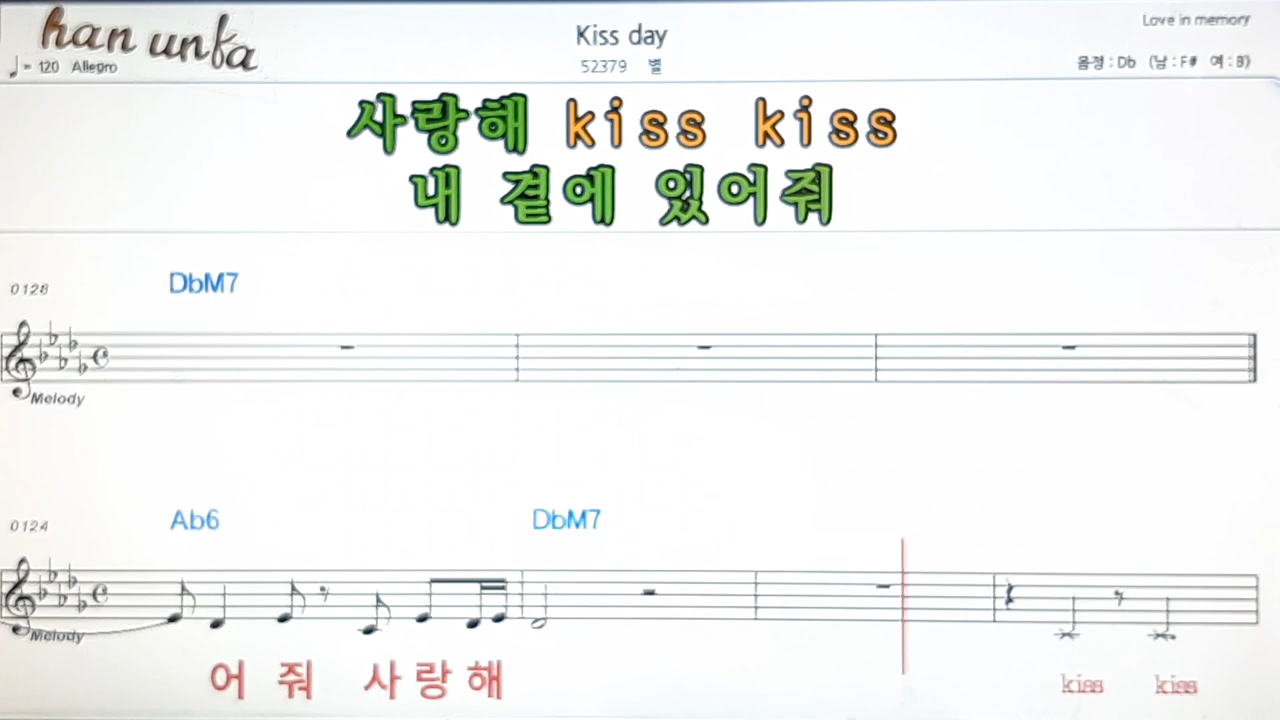 han unfa
Kiss day
Love in memory
♩= 120 Allegro
52379 별
음정 : Db (남 : F# 여 : B)
사랑해 kiss kiss
내 곁에 있어줘
0128
DbM7
Melody
0124
Ab6 DbM7
Melody
어 줘 사 랑 해 kiss kiss